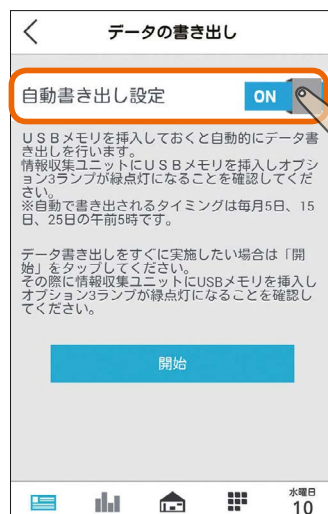 データの書き出し
自動書き出し設定 ON
USBメモリを挿入しておくと自動的にデータ書
き出しを行います。
情報収集ユニットにUSBメモリを挿入しオプシ
ョン3ランプが緑点灯になることを確認してくだ
さい。
※自動で書き出されるタイミングは毎月5日、15
日、25日の午前5時です。
データ書き出しをすぐに実施したい場合は「開
始」をタップしてください。
その際に情報収集ユニットにUSBメモリを挿入し
オプション3ランプが緑点灯になることを確認し
てください。
開始
水曜日
10